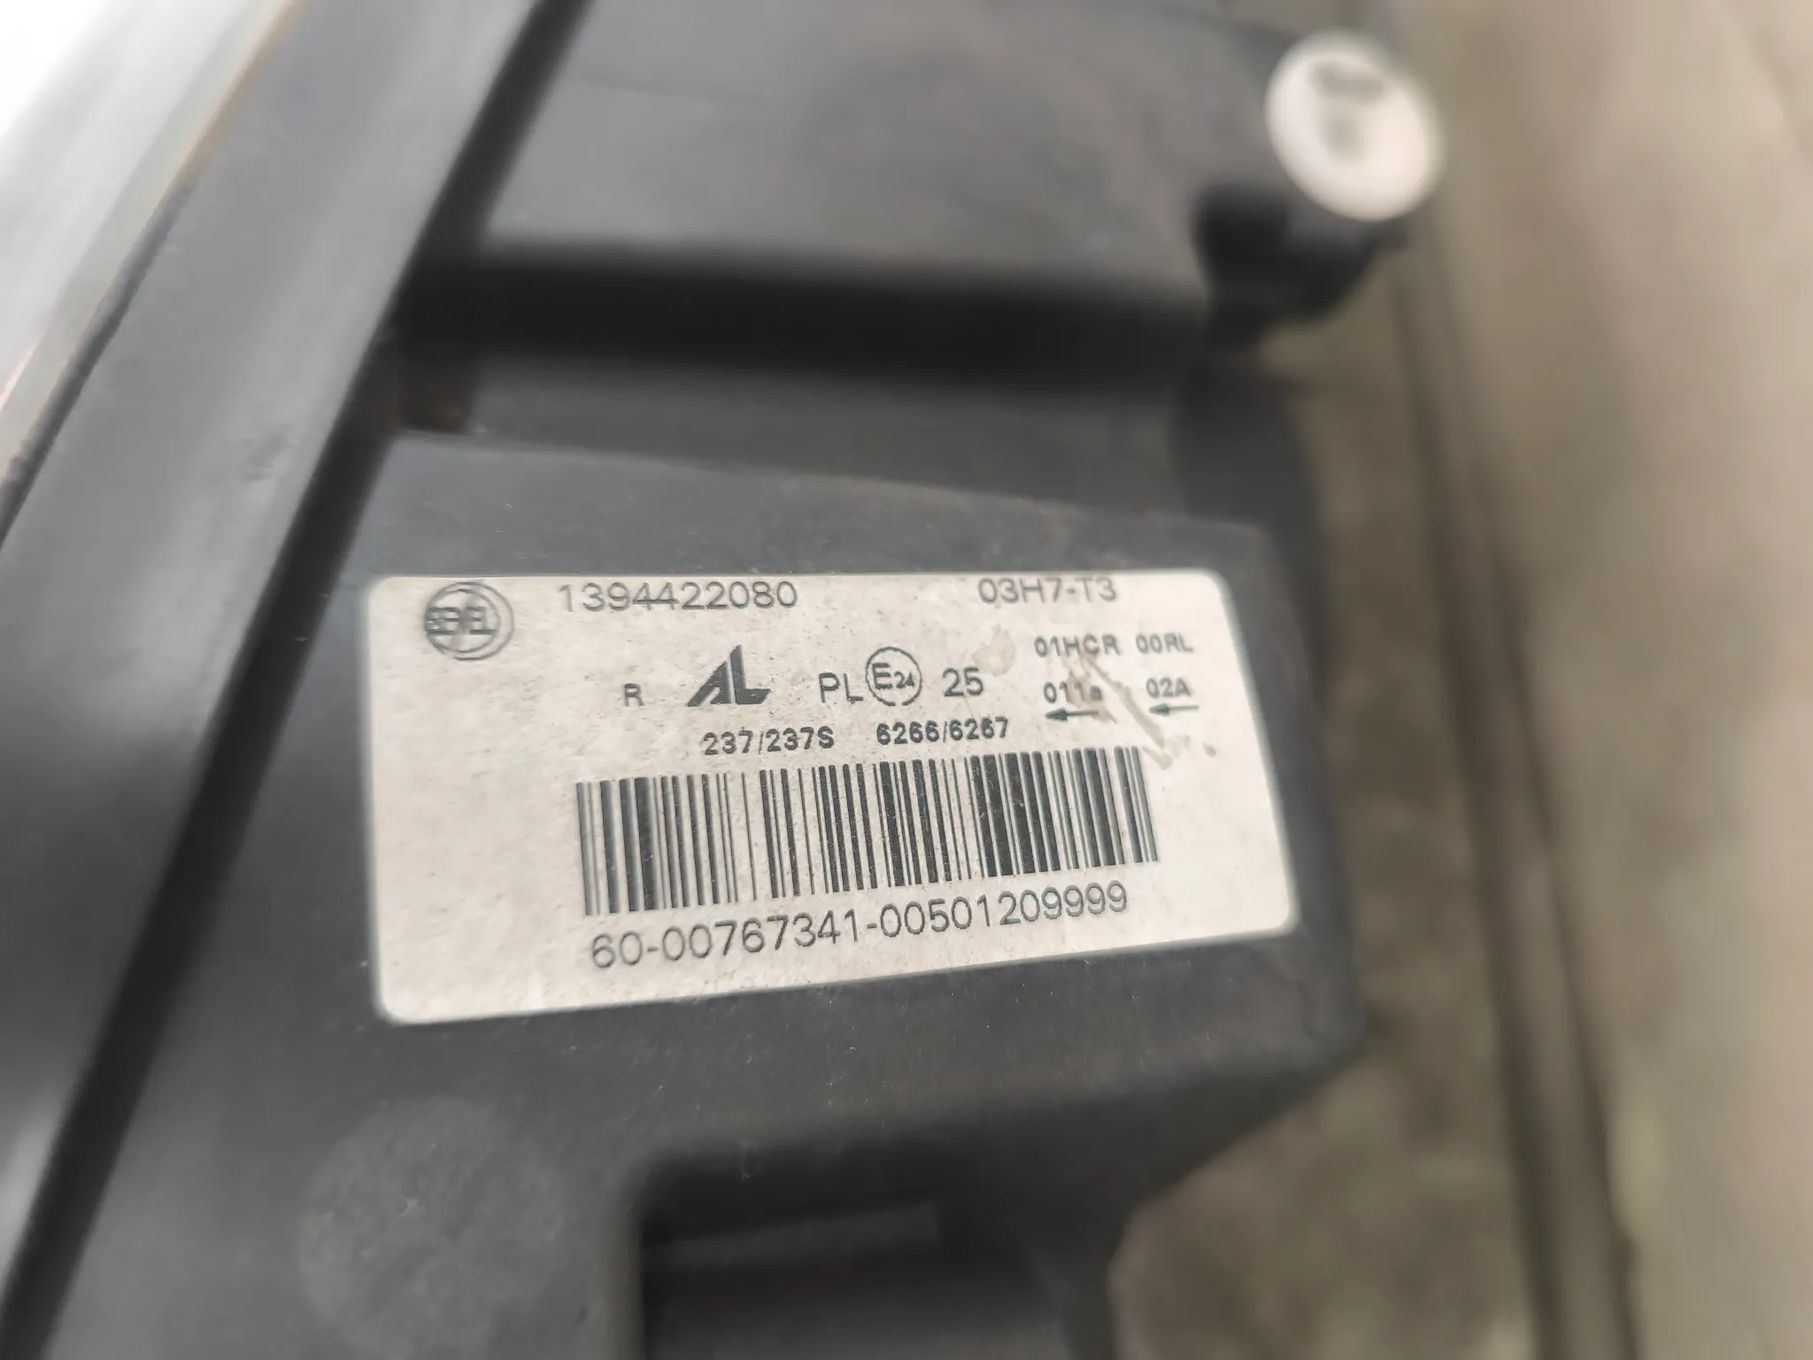 1394422080 03H7-T3
01HCR 00RL
R AL PL E24 25 011a 02A
237/237S 6266/6267
60-00767341-00501209999